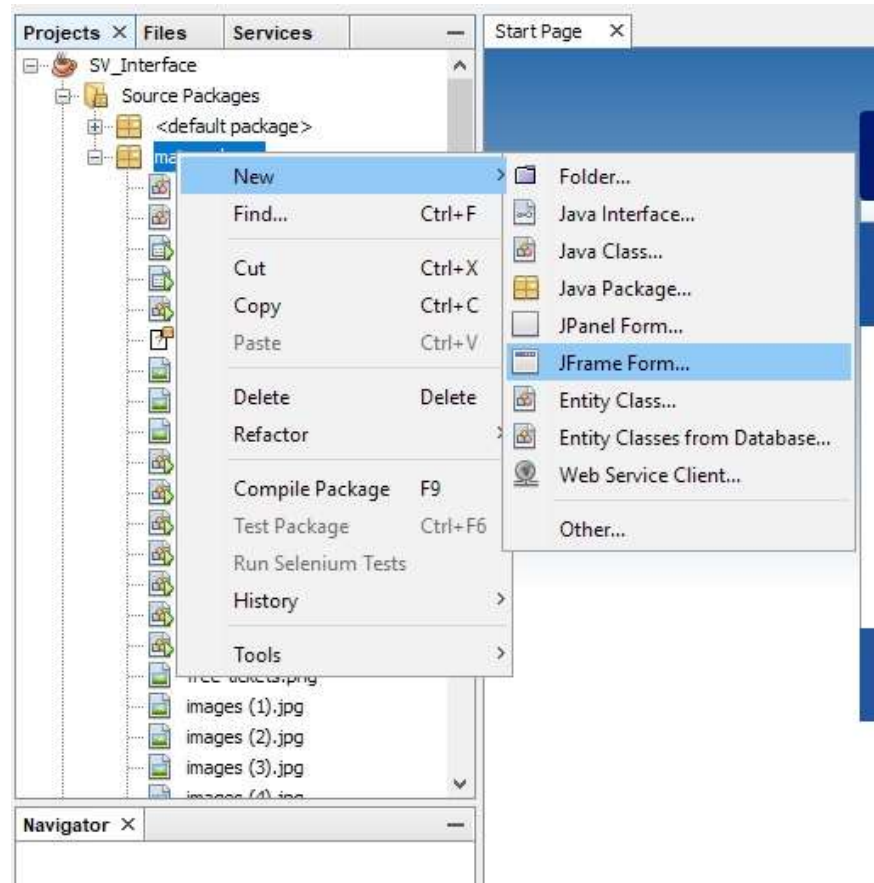 Projects Files Services
Start Page
SV_Interface
Source Packages
<default package>
New
Find... Ctrl+F
Cut Ctrl+X
Copy Ctrl+C
Paste Ctrl+V
Delete Delete
Refactor
Compile Package F9
Test Package Ctrl+F6
Run Selenium Tests
History
Tools
Folder...
Java Interface...
Java Class...
Java Package...
JPanel Form...
JFrame Form...
Entity Class...
Entity Classes from Database...
Web Service Client...
Other...
images (1).jpg
images (2).jpg
images (3).jpg
images (4).jpg
Navigator